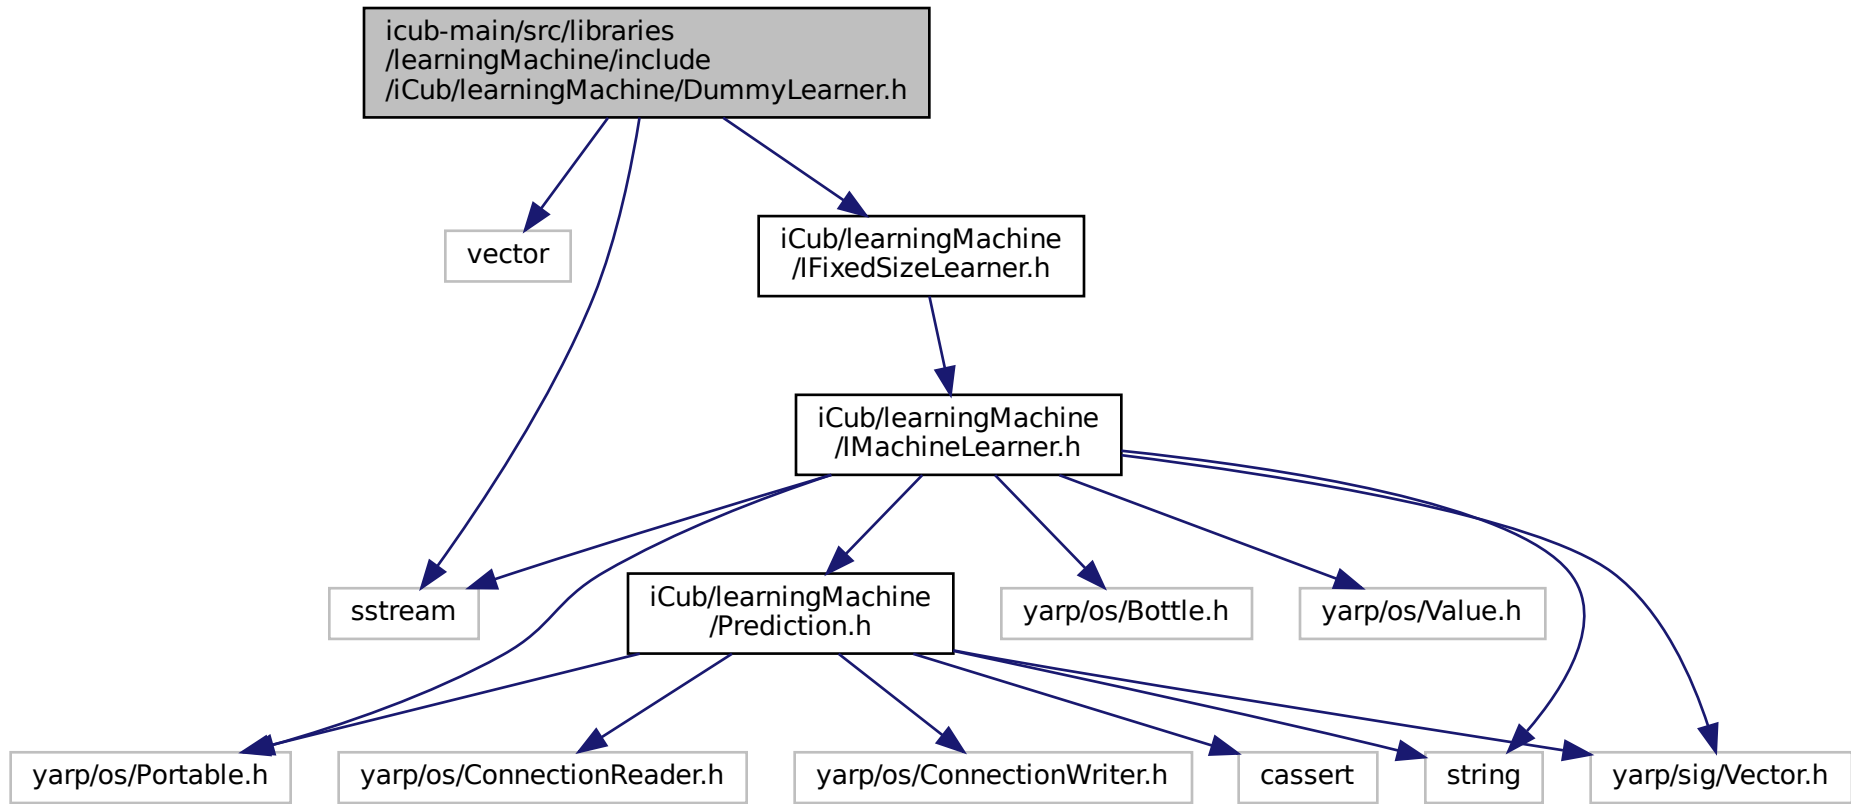 icub-main/src/libraries
/learningMachine/include
/iCub/learningMachine/DummyLearner.h
vector
iCub/learningMachine
/IFixedSizeLearner.h
iCub/learningMachine
/IMachineLearner.h
sstream
iCub/learningMachine
/Prediction.h
yarp/os/Bottle.h
yarp/os/Value.h
yarp/os/Portable.h
yarp/os/ConnectionReader.h
yarp/os/ConnectionWriter.h
cassert
string
yarp/sig/Vector.h